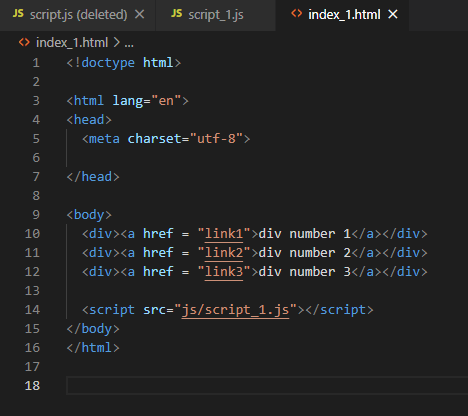 JS script.js (deleted) × JS script_1.js <> index_1.html ×
<> index_1.html > ...
1 <!doctype html>
2
3 <html lang="en">
4 <head>
5   <meta charset="utf-8">
6
7 </head>
8
9 <body>
10   <div><a href = "link1">div number 1</a></div>
11   <div><a href = "link2">div number 2</a></div>
12   <div><a href = "link3">div number 3</a></div>
13
14   <script src="js/script_1.js"></script>
15 </body>
16 </html>
17
18